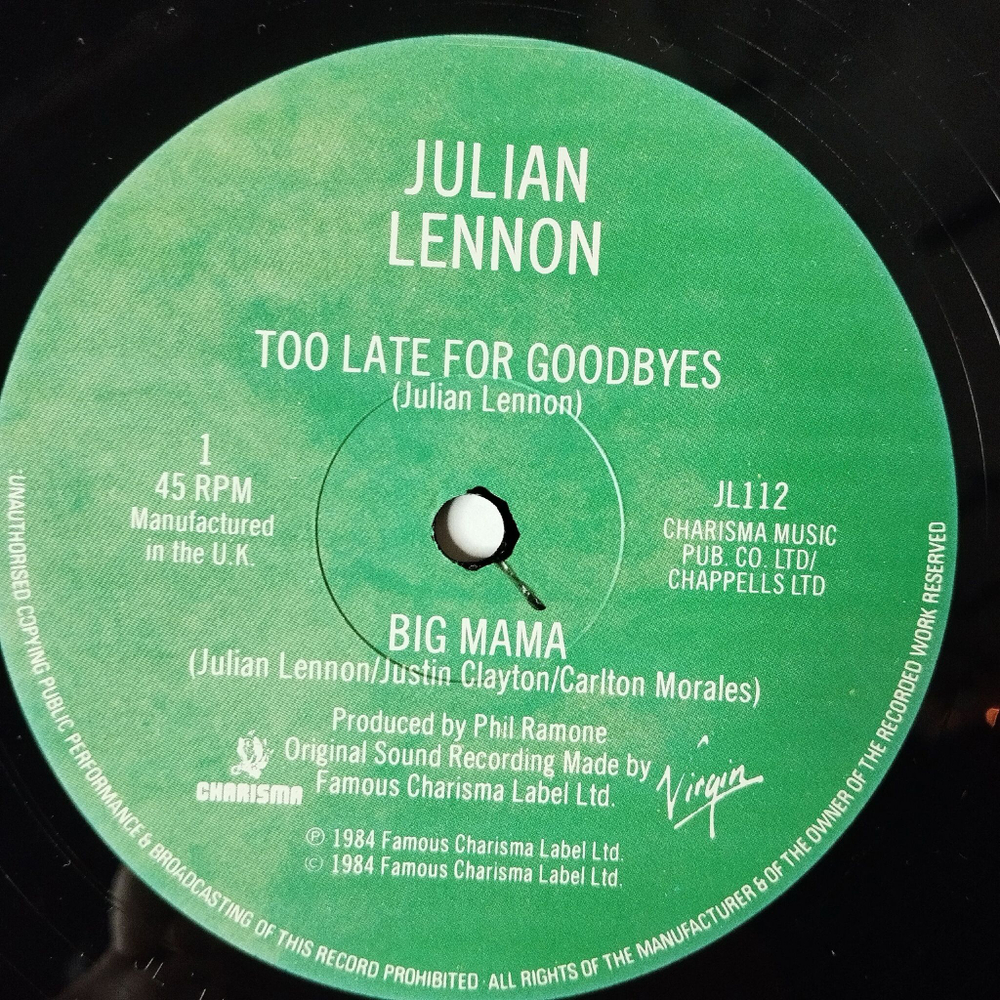 JULIAN
LENNON
TOO LATE FOR GOODBYES
(Julian Lennon)
1
45 RPM
Manufactured
in the U.K.
JL112
CHARISMA MUSIC
PUB. CO. LTD/
CHAPPELLS LTD
BIG MAMA
(Julian Lennon/Justin Clayton/Carlton Morales)
Produced by Phil Ramone
Original Sound Recording Made by
Famous Charisma Label Ltd.
CHARISMA
Virgin
℗ 1984 Famous Charisma Label Ltd.
© 1984 Famous Charisma Label Ltd.
UNAUTHORISED COPYING PUBLIC PERFORMANCE & BROADCASTING OF THIS RECORD PROHIBITED · ALL RIGHTS OF THE MANUFACTURER & OF THE OWNER OF THE RECORDED WORK RESERVED